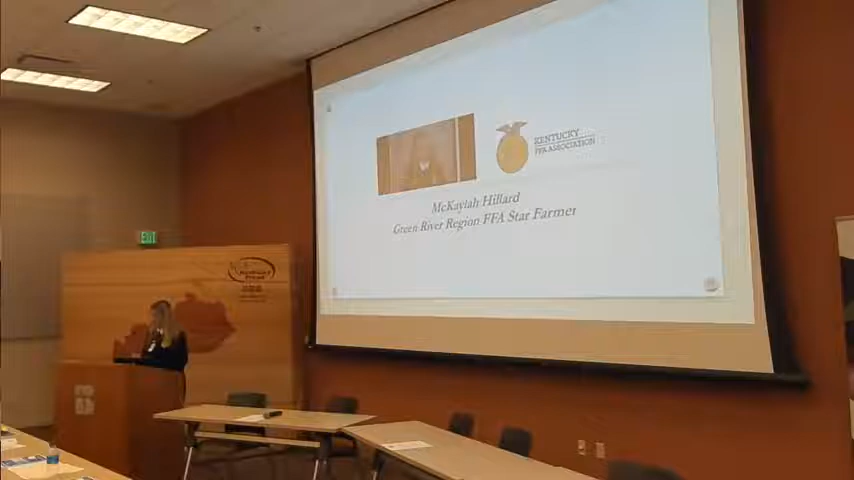 KENTUCKY
FFA ASSOCIATION
McKaylah Hillard
Green River Region FFA Star Farmer
EXIT